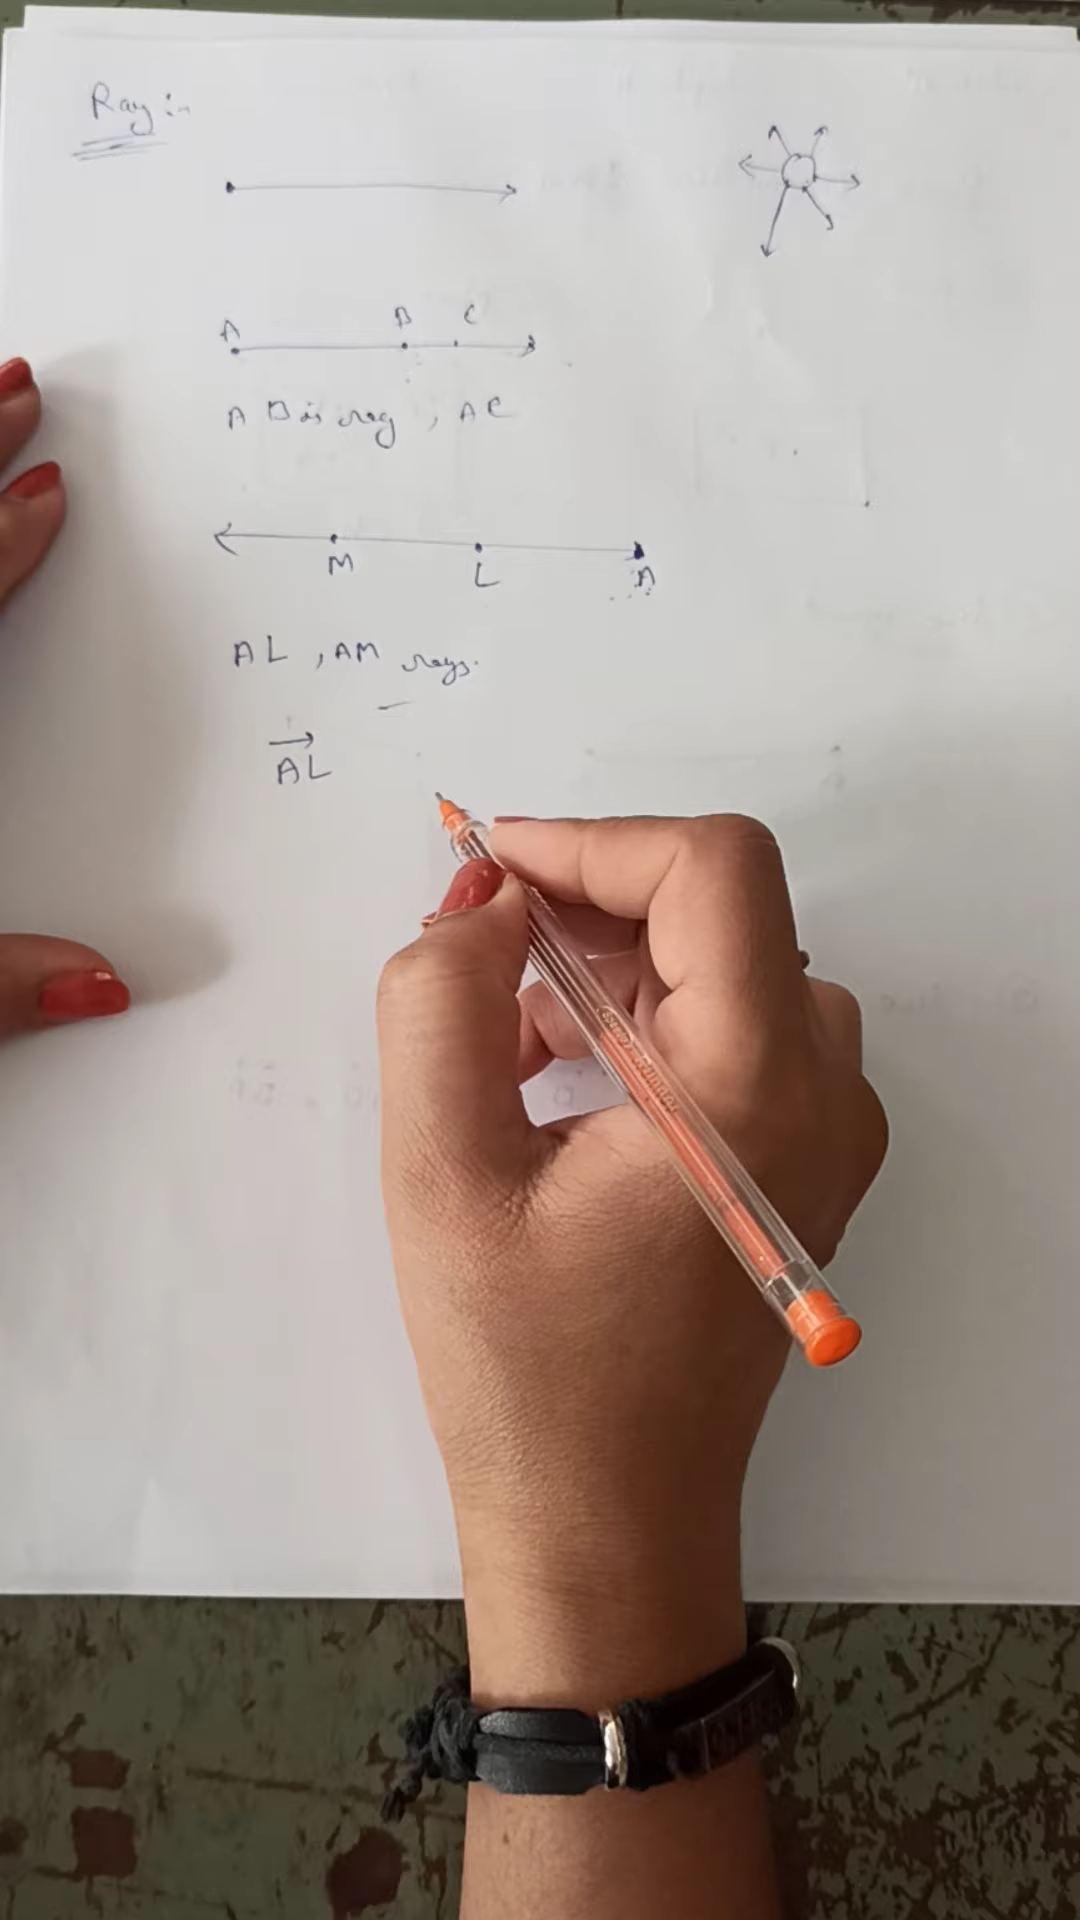 Ray :-
A B C
A B is ray , AC
M L A
AL , AM rays.
AL